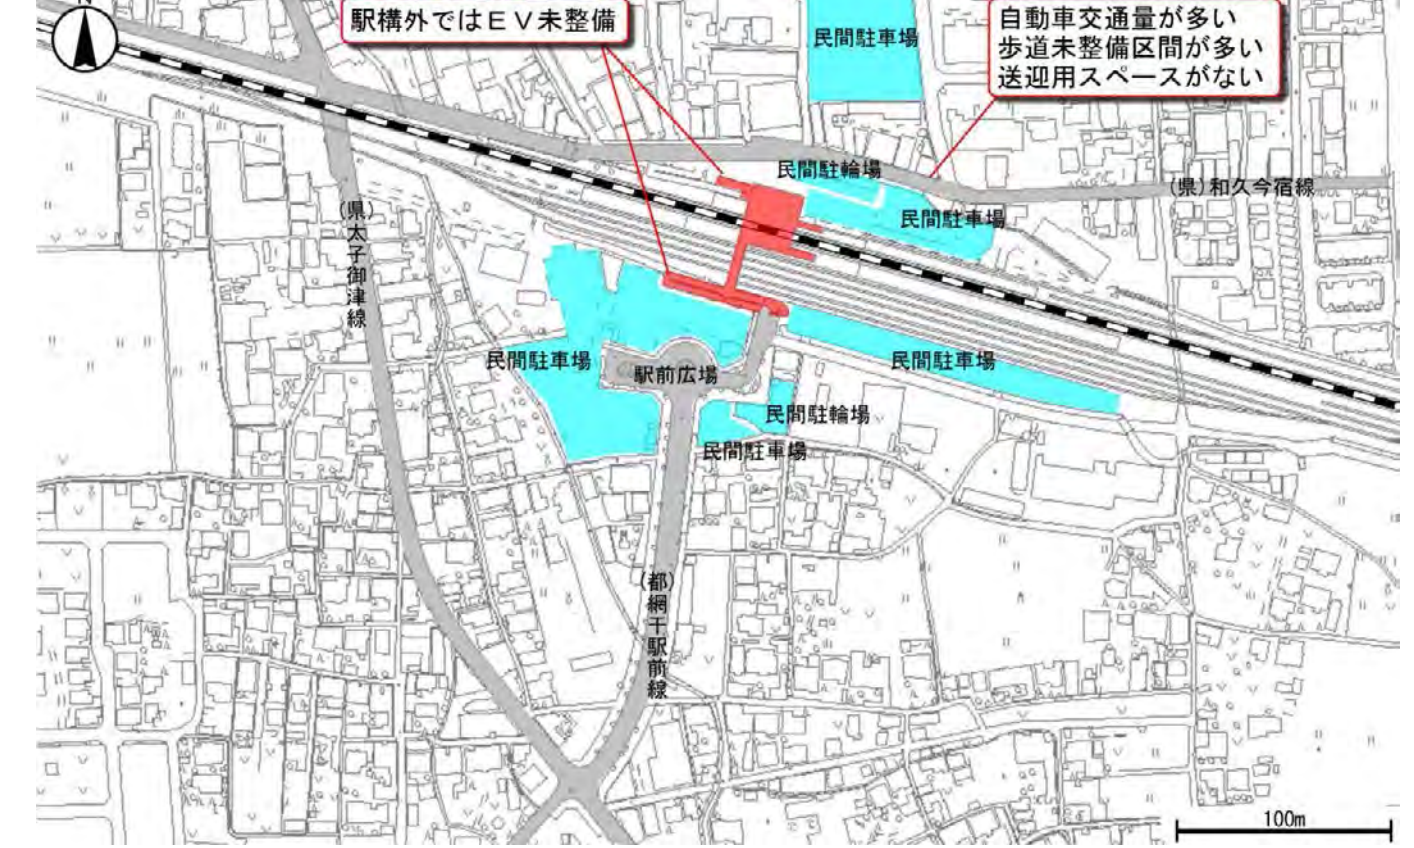 N
駅構外ではＥＶ未整備
民間駐車場
自動車交通量が多い
歩道未整備区間が多い
送迎用スペースがない
民間駐輪場
(県)和久今宿線
民間駐車場
(県)太子御津線
民間駐車場
駅前広場
民間駐車場
民間駐輪場
民間駐車場
(都)網干駅前線
100m